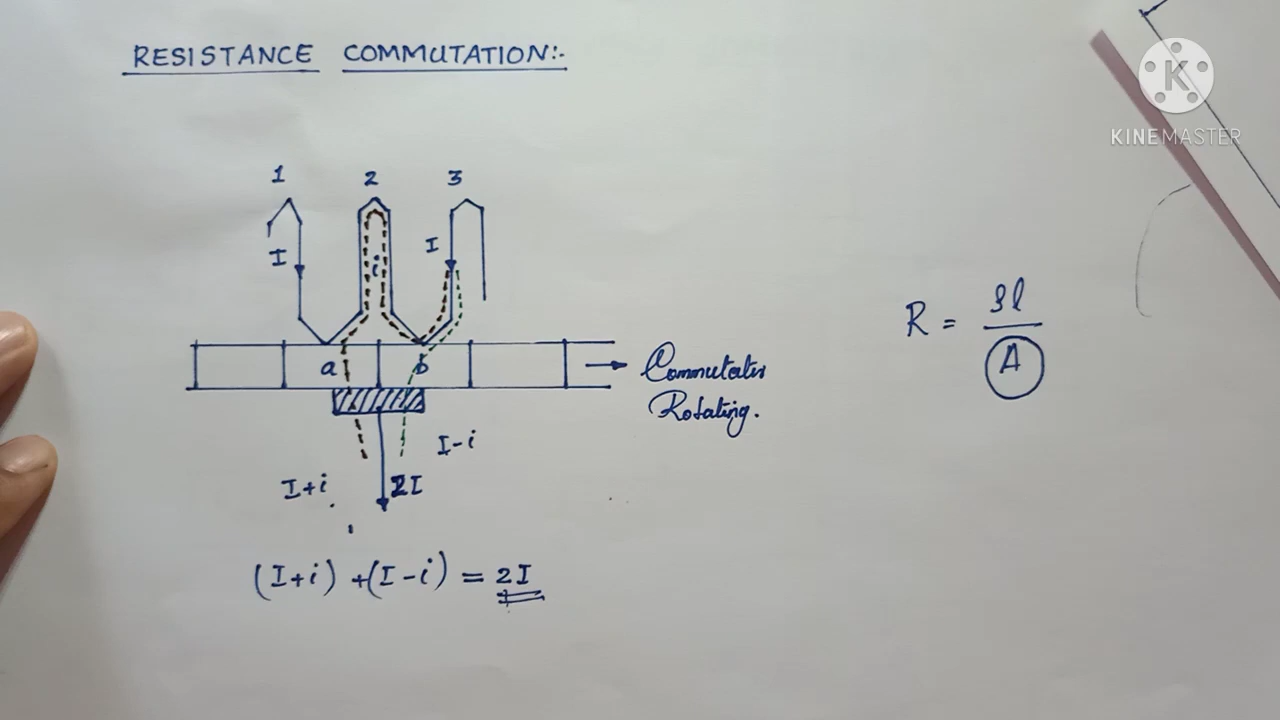 RESISTANCE COMMUTATION:-
KINEMASTER
1 2 3
I i I
a b
Commutator
Rotating.
R = ρl / A
I-i
I+i 2I
(I+i) + (I-i) = 2I